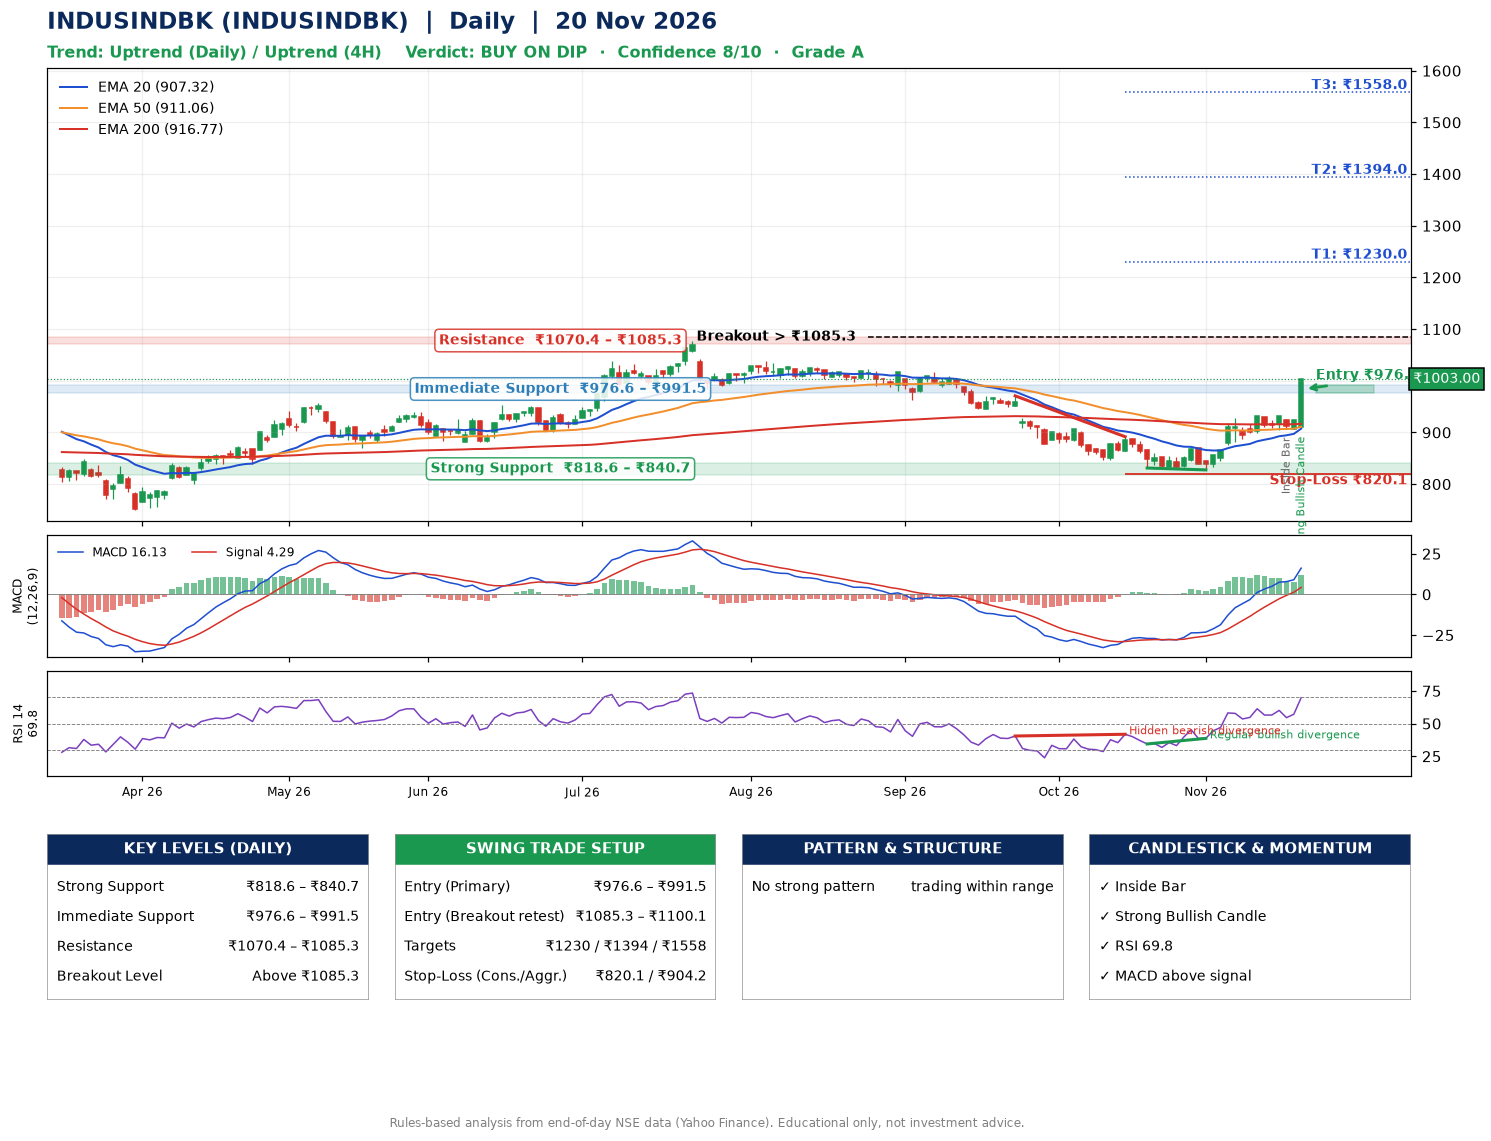 INDUSINDBK (INDUSINDBK) | Daily | 20 Nov 2026
Trend: Uptrend (Daily) / Uptrend (4H) Verdict: BUY ON DIP · Confidence 8/10 · Grade A
EMA 20 (907.32)
EMA 50 (911.06)
EMA 200 (916.77)
T3: ₹1558.0
T2: ₹1394.0
T1: ₹1230.0
Resistance ₹1070.4 – ₹1085.3
Breakout > ₹1085.3
Immediate Support ₹976.6 – ₹991.5
Entry ₹976.
₹1003.00
Strong Support ₹818.6 – ₹840.7
Stop-Loss ₹820.1
Inside Bar
ng Bullish Candle
1600
1500
1400
1300
1200
1100
900
800
MACD 16.13
Signal 4.29
MACD
(12,26,9)
25
0
−25
RSI 14
69.8
Hidden bearish divergence
Regular bullish divergence
75
50
25
Apr 26
May 26
Jun 26
Jul 26
Aug 26
Sep 26
Oct 26
Nov 26
KEY LEVELS (DAILY)
Strong Support ₹818.6 – ₹840.7
Immediate Support ₹976.6 – ₹991.5
Resistance ₹1070.4 – ₹1085.3
Breakout Level Above ₹1085.3
SWING TRADE SETUP
Entry (Primary) ₹976.6 – ₹991.5
Entry (Breakout retest) ₹1085.3 – ₹1100.1
Targets ₹1230 / ₹1394 / ₹1558
Stop-Loss (Cons./Aggr.) ₹820.1 / ₹904.2
PATTERN & STRUCTURE
No strong pattern trading within range
CANDLESTICK & MOMENTUM
✓ Inside Bar
✓ Strong Bullish Candle
✓ RSI 69.8
✓ MACD above signal
Rules-based analysis from end-of-day NSE data (Yahoo Finance). Educational only, not investment advice.